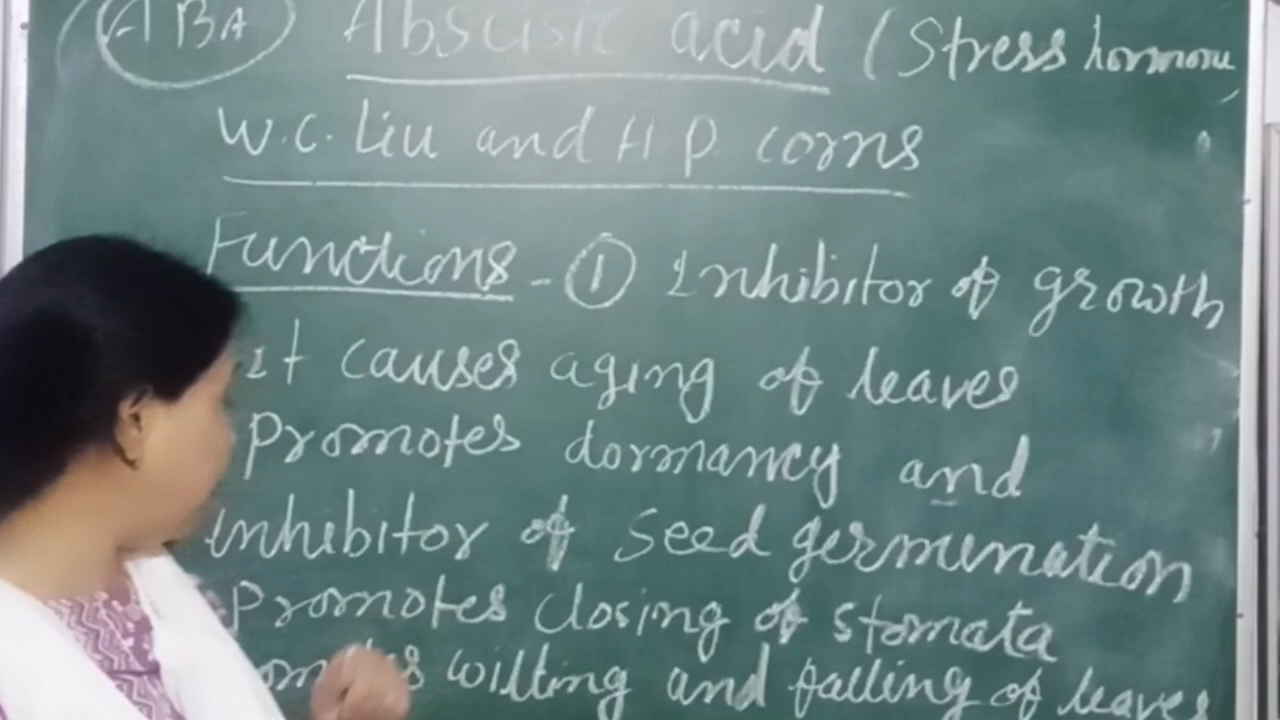 ABA Abscisic acid (Stress hormone
W.C. Liu and H P. corns
Functions - ① Inhibitor of growth
It causes aging of leaves
Promotes dormancy and
inhibitor of seed germination
Promotes closing of stomata
wilting and falling of leaves